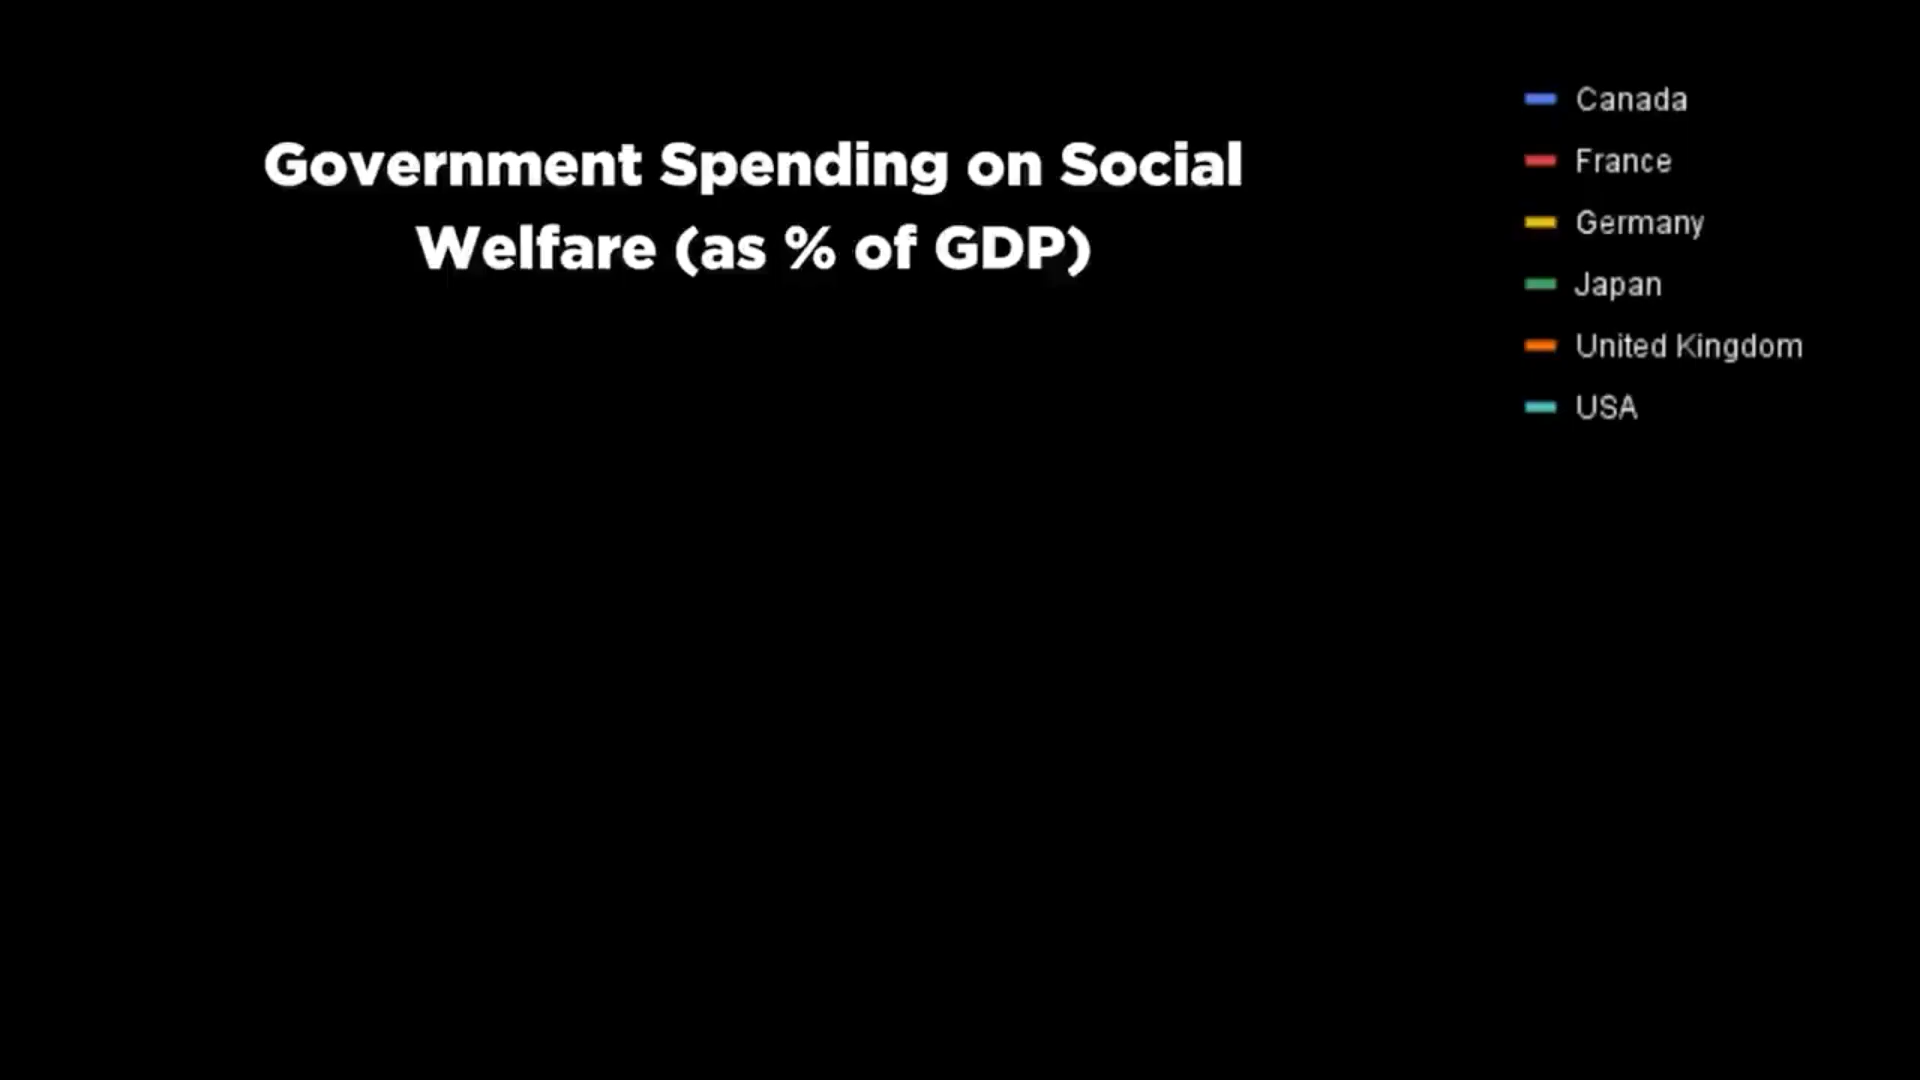 Government Spending on Social
Welfare (as % of GDP)
Canada
France
Germany
Japan
United Kingdom
USA